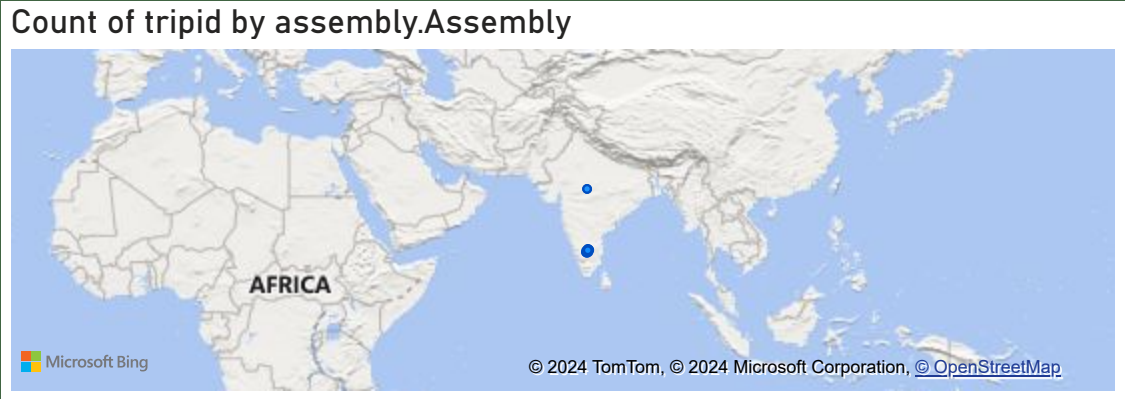 Count of tripid by assembly.Assembly
AFRICA
Microsoft Bing
© 2024 TomTom, © 2024 Microsoft Corporation, © OpenStreetMap